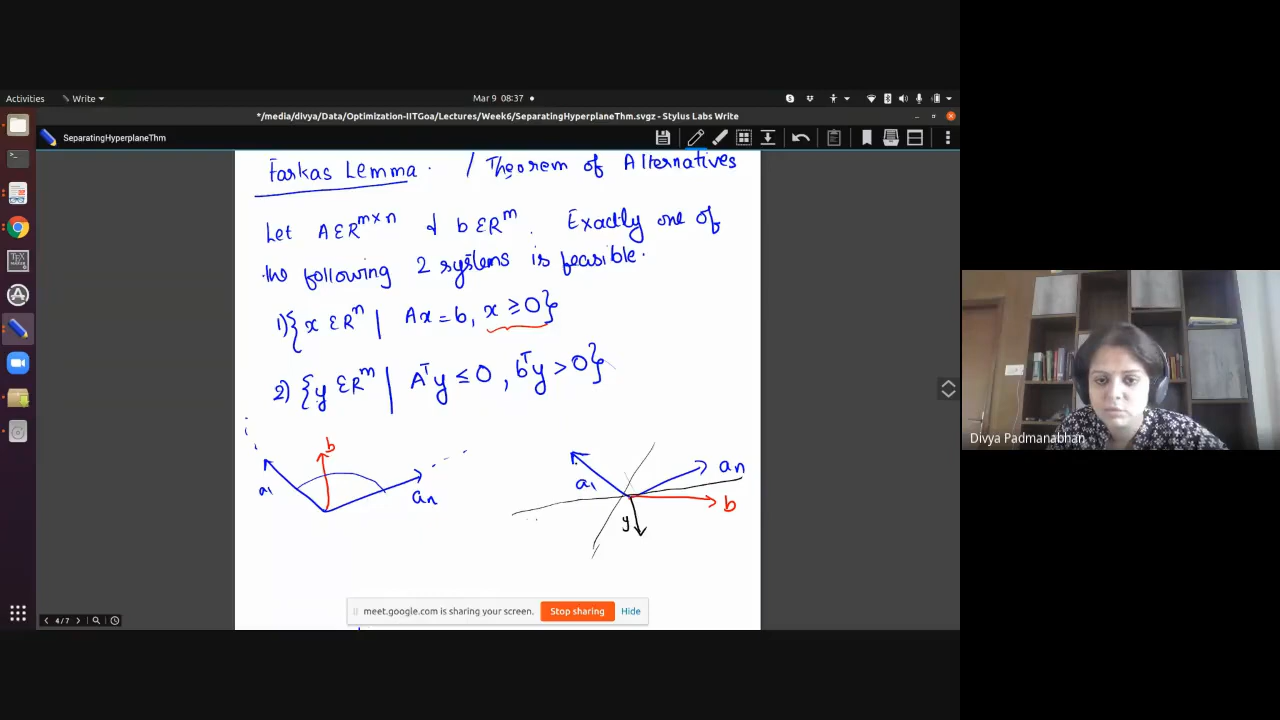 Activities
Write
Mar 9 08:37
*/media/divya/Data/Optimization-IITGoa/Lectures/Week6/SeparatingHyperplaneThm.svgz - Stylus Labs Write
SeparatingHyperplaneThm
Farkas Lemma. / Theorem of Alternatives
Let A ∈ R^{m×n} & b ∈ R^m. Exactly one of
the following 2 systems is feasible.
1) {x ∈ R^n | Ax = b, x ≥ 0}
2) {y ∈ R^m | A^T y ≤ 0, b^T y > 0}
b
a1
an
a1
an
b
y
Divya Padmanabhan
meet.google.com is sharing your screen.
Stop sharing
Hide
4/7